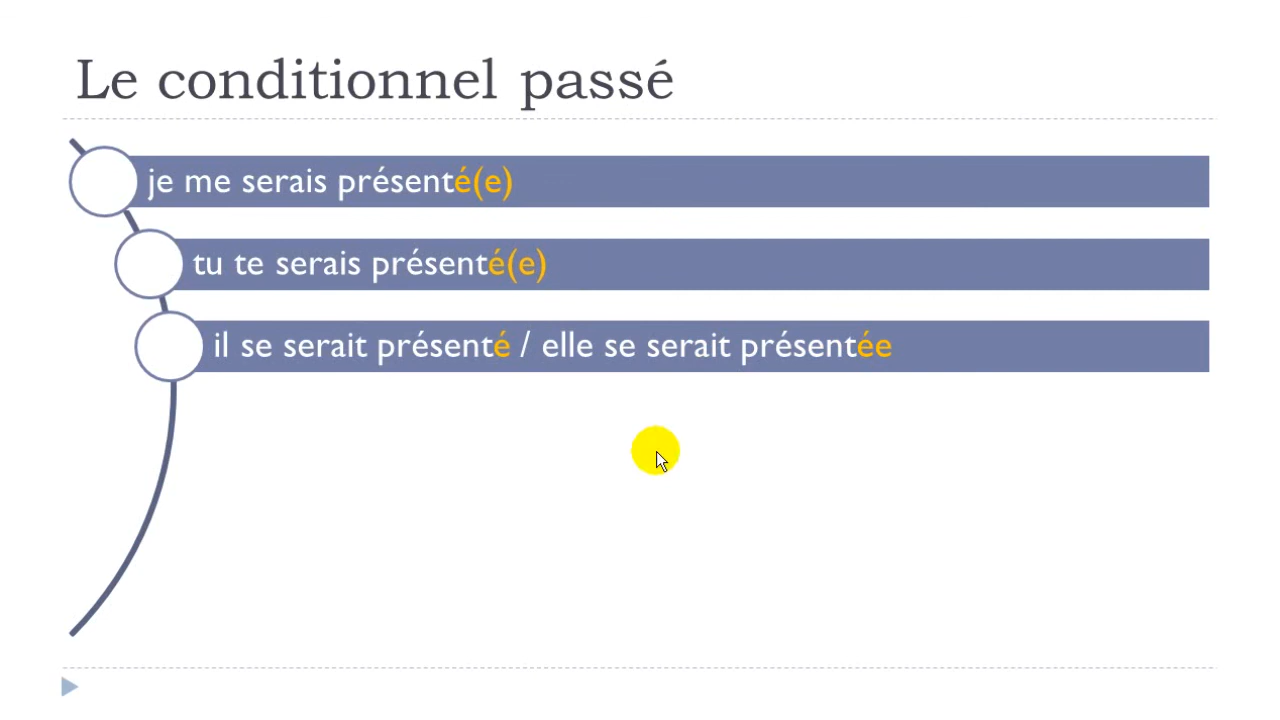 Le conditionnel passé
je me serais présenté(e)
tu te serais présenté(e)
il se serait présenté / elle se serait présentée